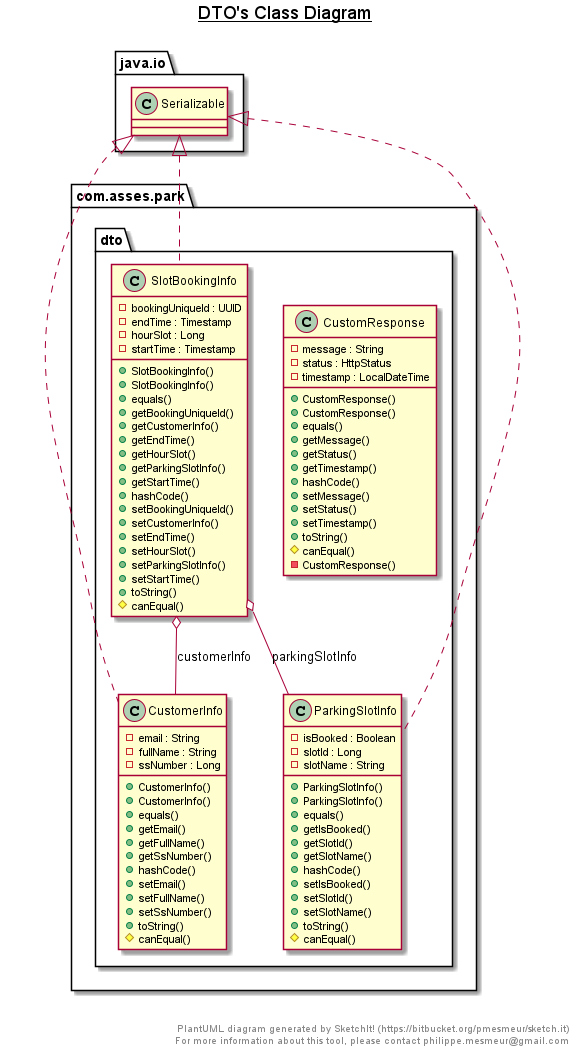 DTO's Class Diagram
java.io
C Serializable
com.asses.park
dto
C SlotBookingInfo
bookingUniqueId : UUID
endTime : Timestamp
hourSlot : Long
startTime : Timestamp
SlotBookingInfo()
SlotBookingInfo()
equals()
getBookingUniqueId()
getCustomerInfo()
getEndTime()
getHourSlot()
getParkingSlotInfo()
getStartTime()
hashCode()
setBookingUniqueId()
setCustomerInfo()
setEndTime()
setHourSlot()
setParkingSlotInfo()
setStartTime()
toString()
canEqual()
C CustomResponse
message : String
status : HttpStatus
timestamp : LocalDateTime
CustomResponse()
CustomResponse()
equals()
getMessage()
getStatus()
getTimestamp()
hashCode()
setMessage()
setStatus()
setTimestamp()
toString()
canEqual()
CustomResponse()
customerInfo
parkingSlotInfo
C CustomerInfo
email : String
fullName : String
ssNumber : Long
CustomerInfo()
CustomerInfo()
equals()
getEmail()
getFullName()
getSsNumber()
hashCode()
setEmail()
setFullName()
setSsNumber()
toString()
canEqual()
C ParkingSlotInfo
isBooked : Boolean
slotId : Long
slotName : String
ParkingSlotInfo()
ParkingSlotInfo()
equals()
getIsBooked()
getSlotId()
getSlotName()
hashCode()
setIsBooked()
setSlotId()
setSlotName()
toString()
canEqual()
PlantUML diagram generated by SketchIt! (https://bitbucket.org/pmesmeur/sketch.it)
For more information about this tool, please contact philippe.mesmeur@gmail.com